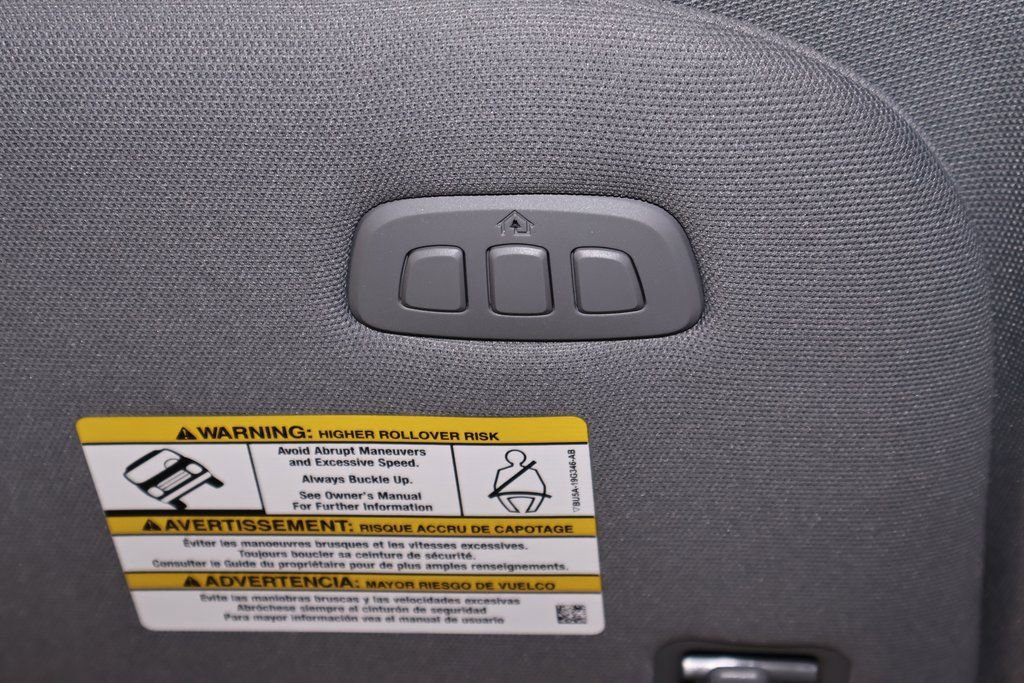 WARNING: HIGHER ROLLOVER RISK
Avoid Abrupt Maneuvers
and Excessive Speed.
Always Buckle Up.
See Owner's Manual
For Further Information
BU5A-19G346-AB
AVERTISSEMENT: RISQUE ACCRU DE CAPOTAGE
Éviter les manoeuvres brusques et les vitesses excessives.
Toujours boucler sa ceinture de sécurité.
Consulter le Guide du propriétaire pour de plus amples renseignements.
ADVERTENCIA: MAYOR RIESGO DE VUELCO
Evite las maniobras bruscas y las velocidades excesivas
Abróchese siempre el cinturón de seguridad
Para mayor información vea el manual de usuario